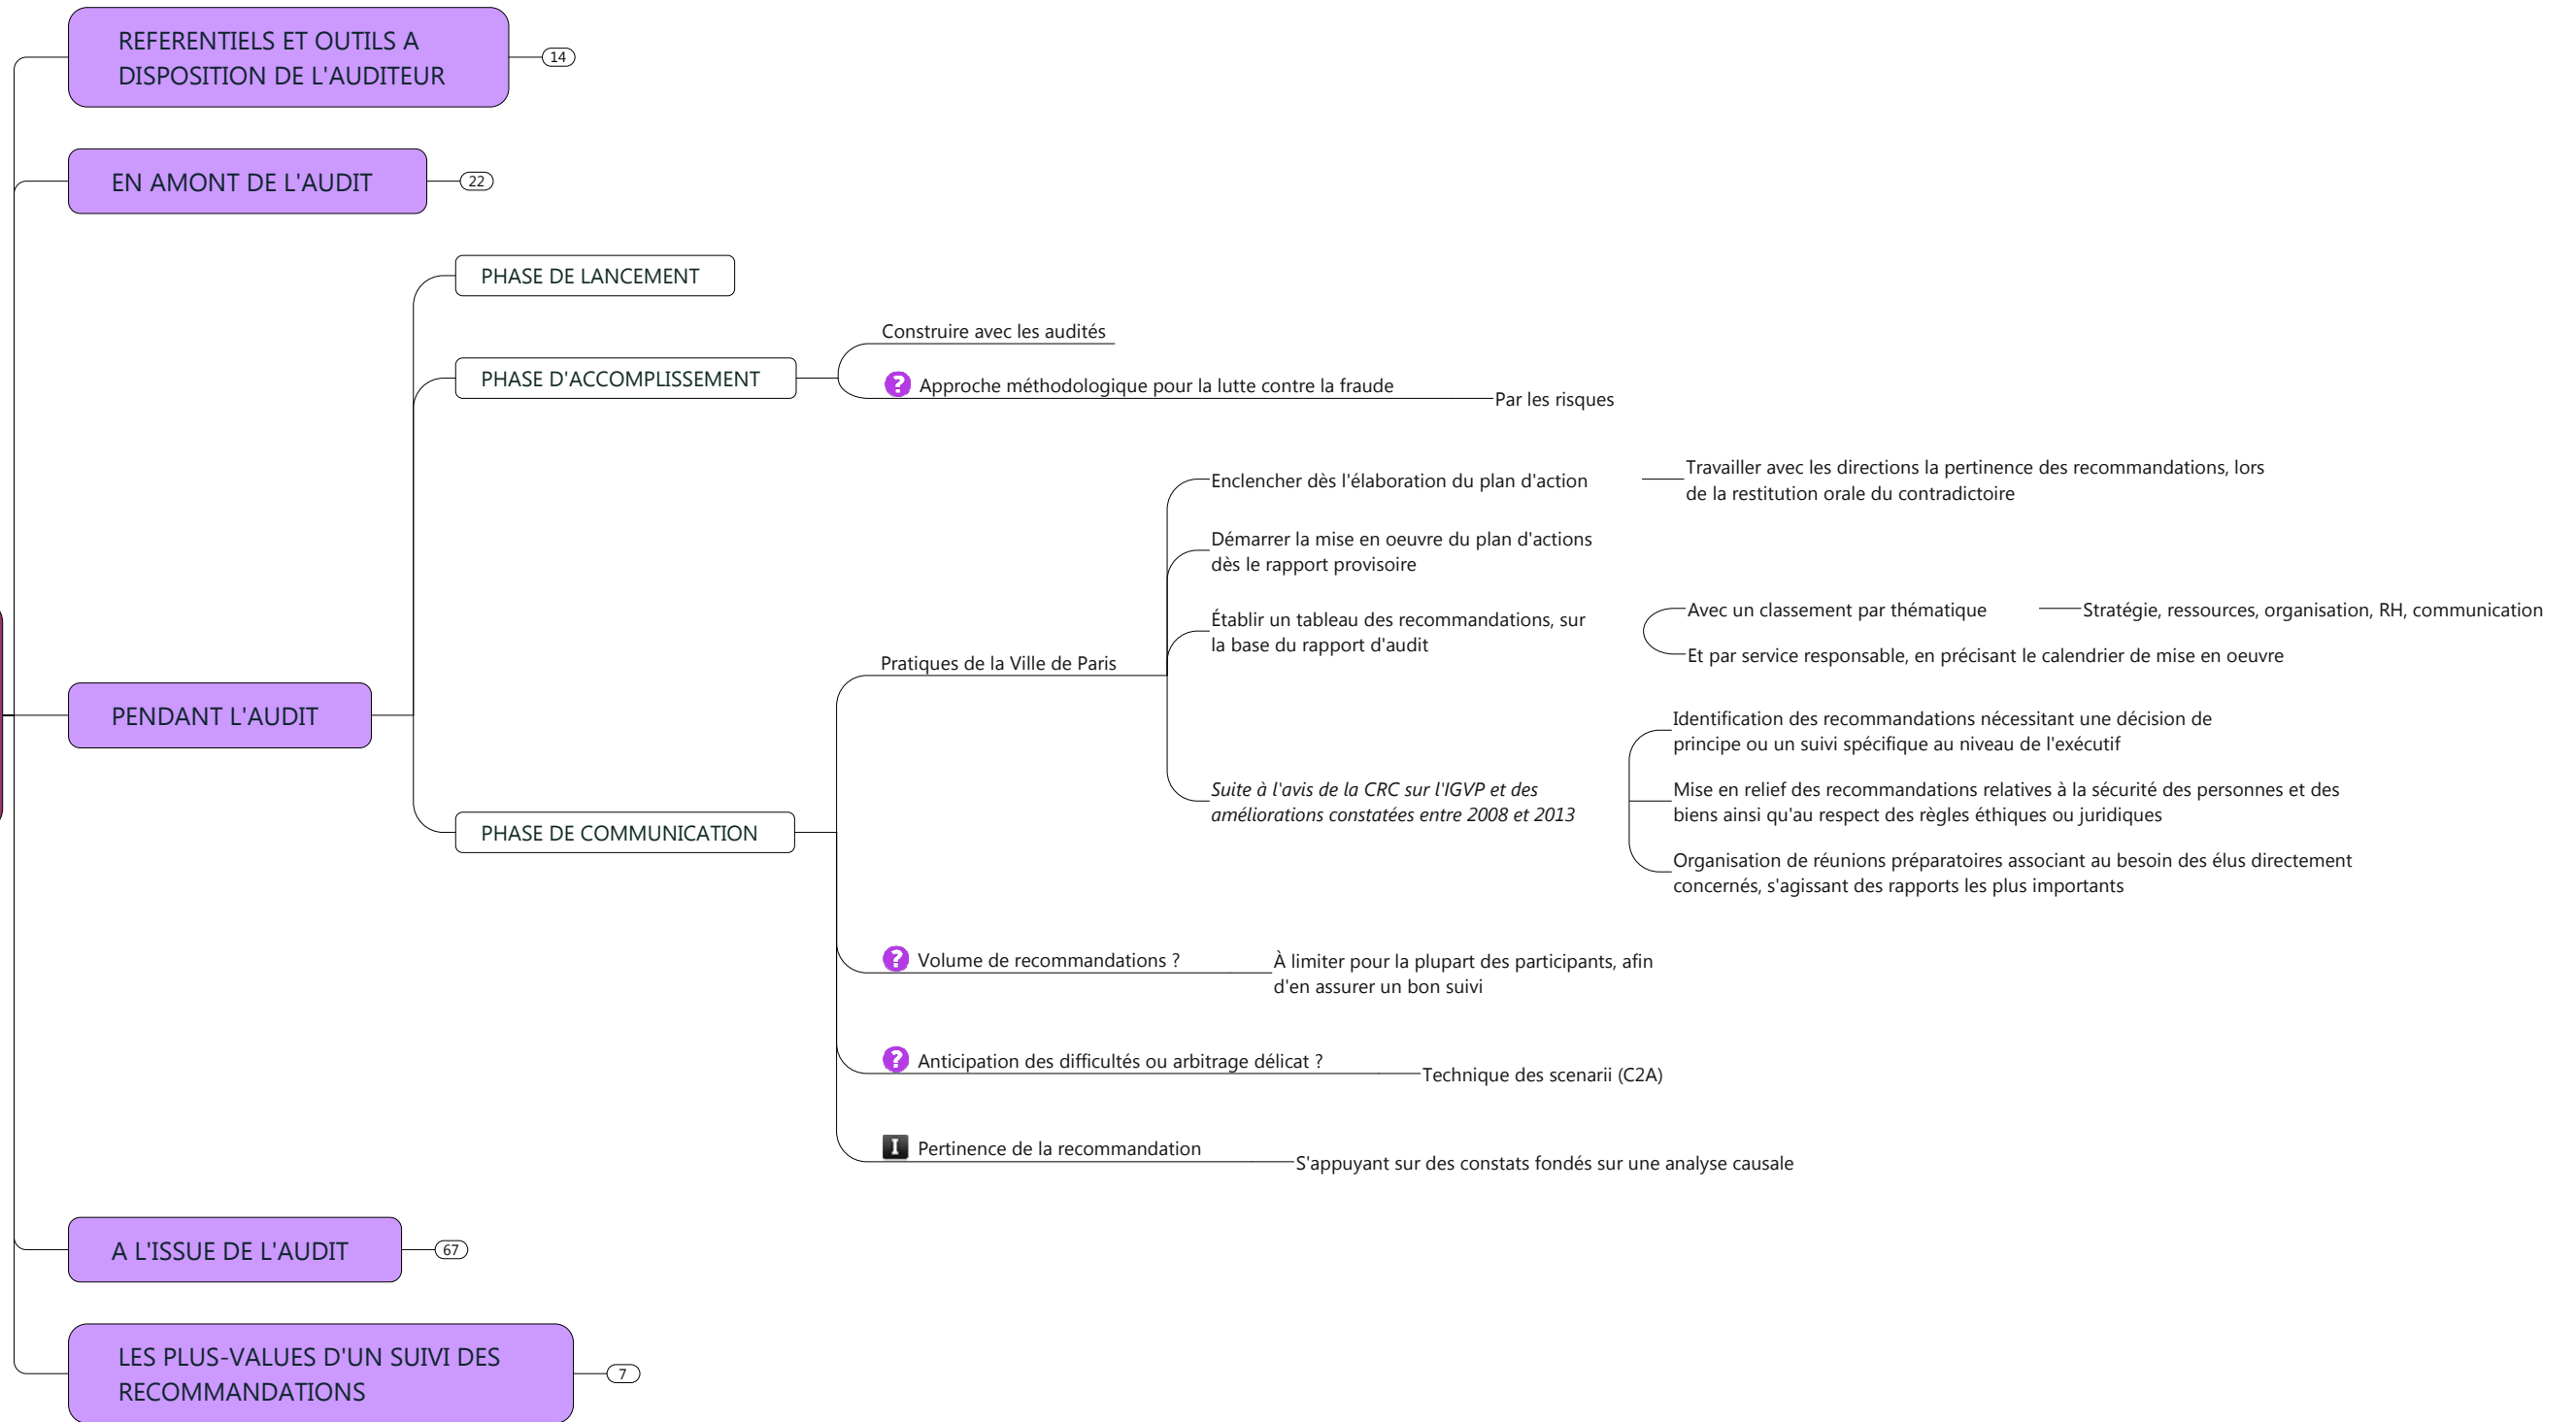 REFERENTIELS ET OUTILS A
DISPOSITION DE L'AUDITEUR
14
EN AMONT DE L'AUDIT
22
PENDANT L'AUDIT
PHASE DE LANCEMENT
PHASE D'ACCOMPLISSEMENT
Construire avec les audités
? Approche méthodologique pour la lutte contre la fraude
Par les risques
PHASE DE COMMUNICATION
Pratiques de la Ville de Paris
Enclencher dès l'élaboration du plan d'action
Travailler avec les directions la pertinence des recommandations, lors
de la restitution orale du contradictoire
Démarrer la mise en oeuvre du plan d'actions
dès le rapport provisoire
Établir un tableau des recommandations, sur
la base du rapport d'audit
Avec un classement par thématique
Stratégie, ressources, organisation, RH, communication
Et par service responsable, en précisant le calendrier de mise en oeuvre
Suite à l'avis de la CRC sur l'IGVP et des
améliorations constatées entre 2008 et 2013
Identification des recommandations nécessitant une décision de
principe ou un suivi spécifique au niveau de l'exécutif
Mise en relief des recommandations relatives à la sécurité des personnes et des
biens ainsi qu'au respect des règles éthiques ou juridiques
Organisation de réunions préparatoires associant au besoin des élus directement
concernés, s'agissant des rapports les plus importants
? Volume de recommandations ?
À limiter pour la plupart des participants, afin
d'en assurer un bon suivi
? Anticipation des difficultés ou arbitrage délicat ?
Technique des scenarii (C2A)
I Pertinence de la recommandation
S'appuyant sur des constats fondés sur une analyse causale
A L'ISSUE DE L'AUDIT
67
LES PLUS-VALUES D'UN SUIVI DES
RECOMMANDATIONS
7